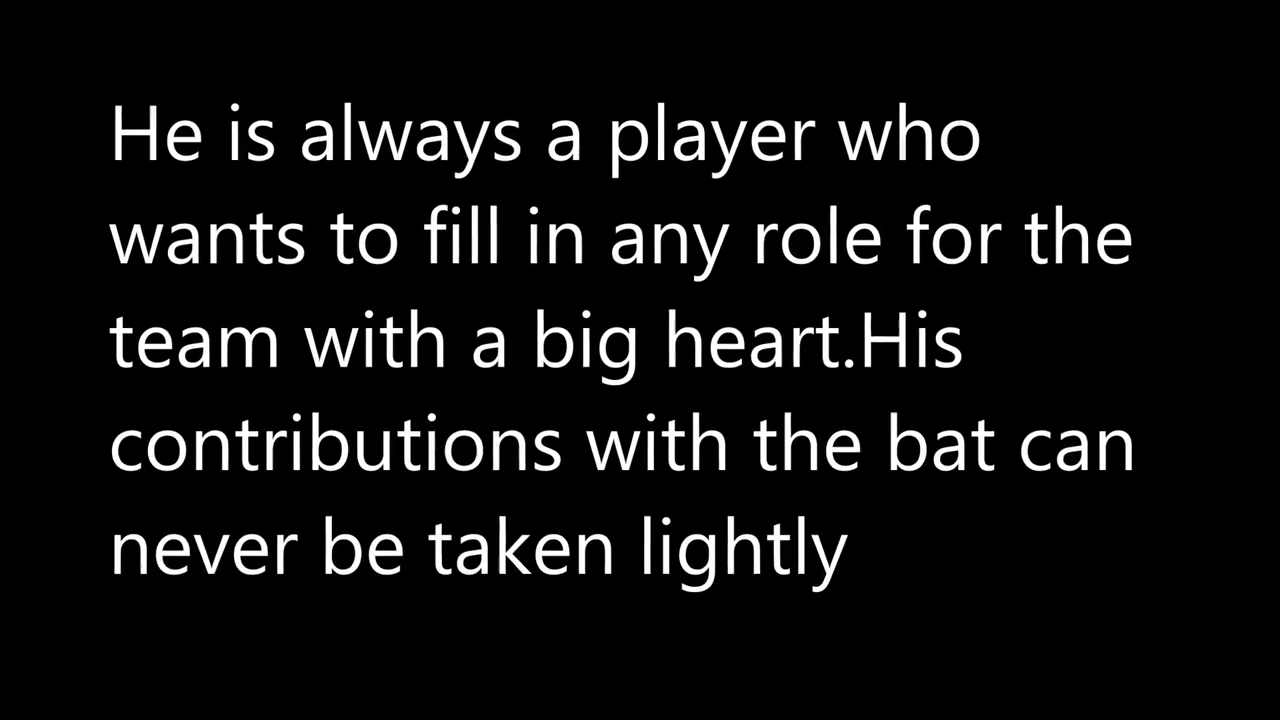 He is always a player who
wants to fill in any role for the
team with a big heart.His
contributions with the bat can
never be taken lightly